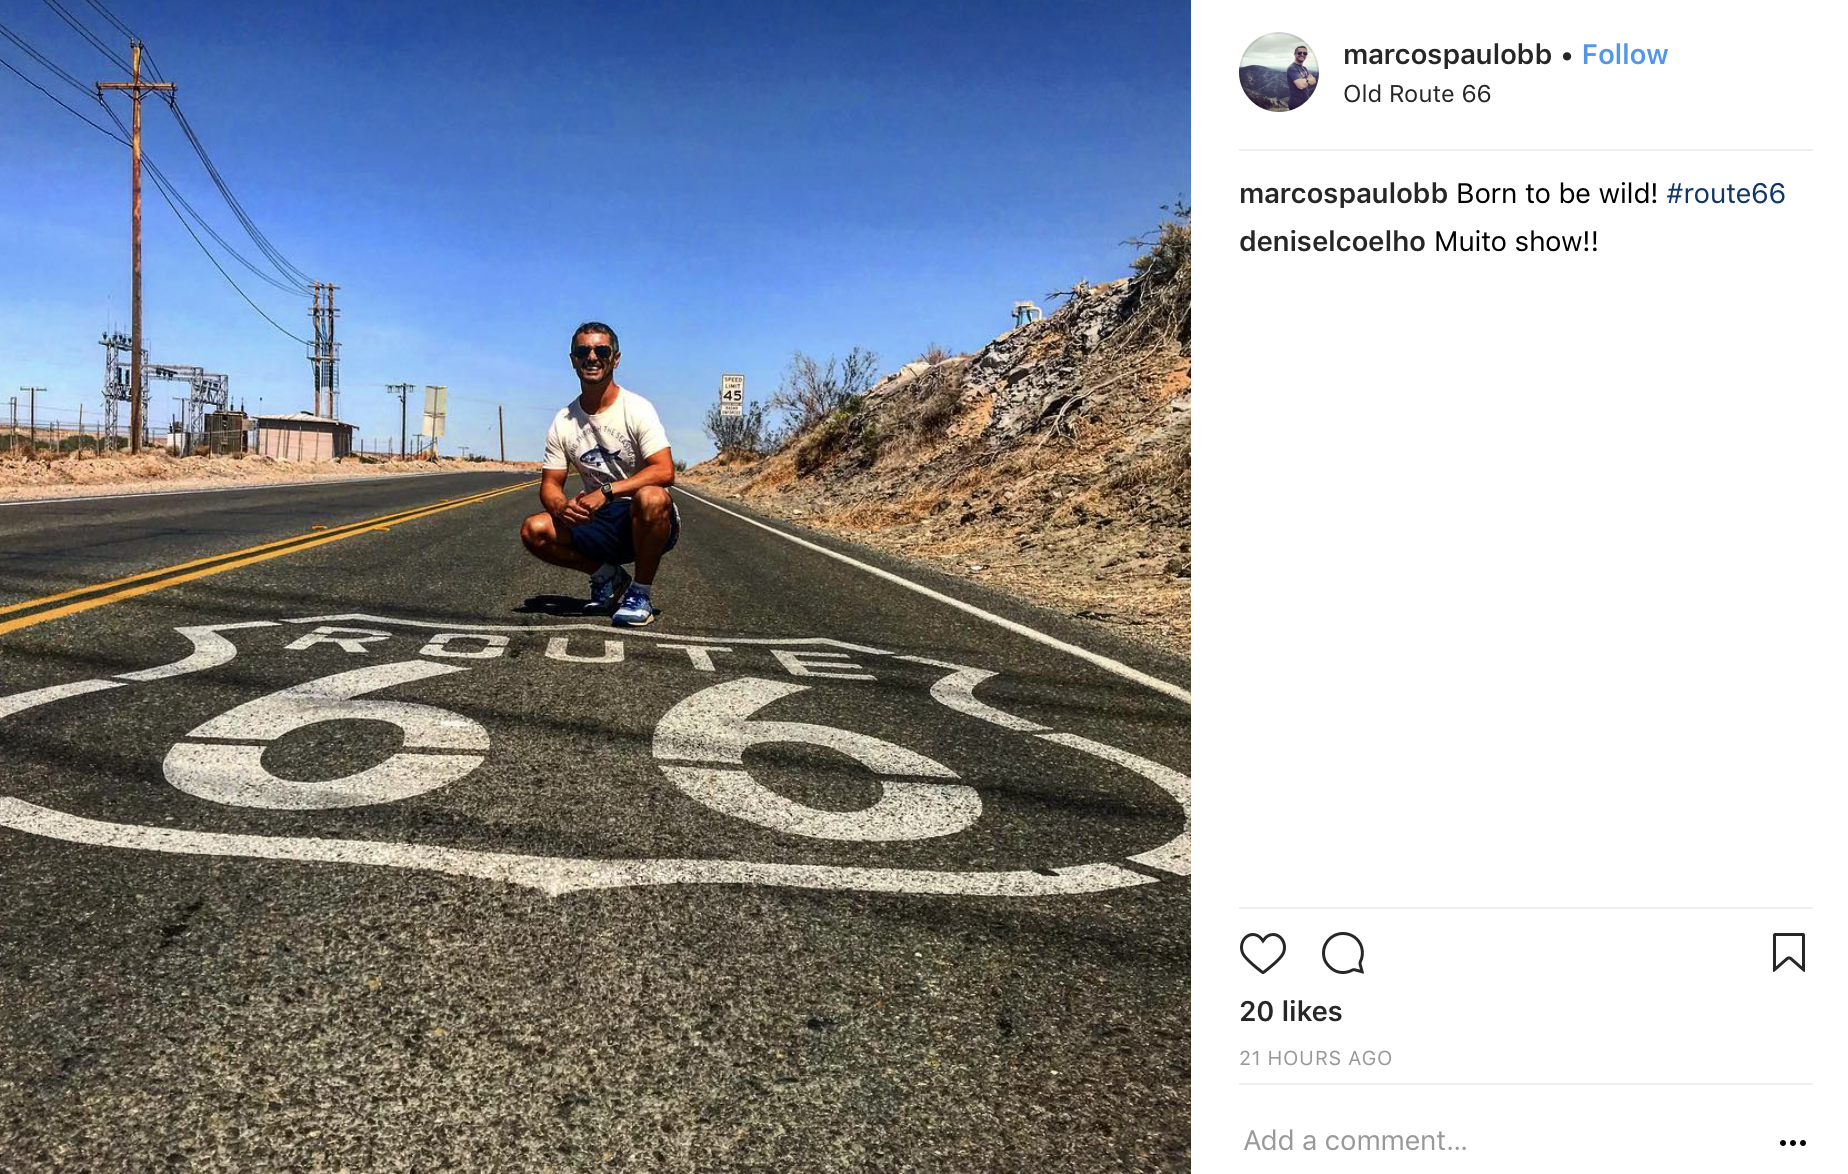 SPEED
LIMIT
45
ROUTE
66
marcospaulobb • Follow
Old Route 66
marcospaulobb Born to be wild! #route66
deniselcoelho Muito show!!
20 likes
21 HOURS AGO
Add a comment...